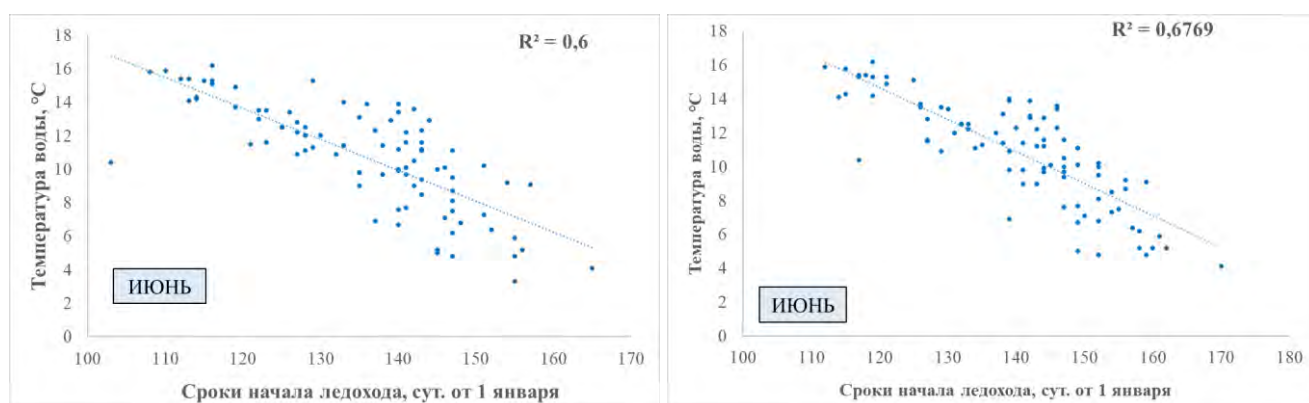 R² = 0,6
Температура воды, °С
18
16
14
12
10
8
6
4
2
0
ИЮНЬ
100 110 120 130 140 150 160 170
Сроки начала ледохода, сут. от 1 января
R² = 0,6769
Температура воды, °С
18
16
14
12
10
8
6
4
2
0
ИЮНЬ
100 110 120 130 140 150 160 170 180
Сроки начала ледохода, сут. от 1 января